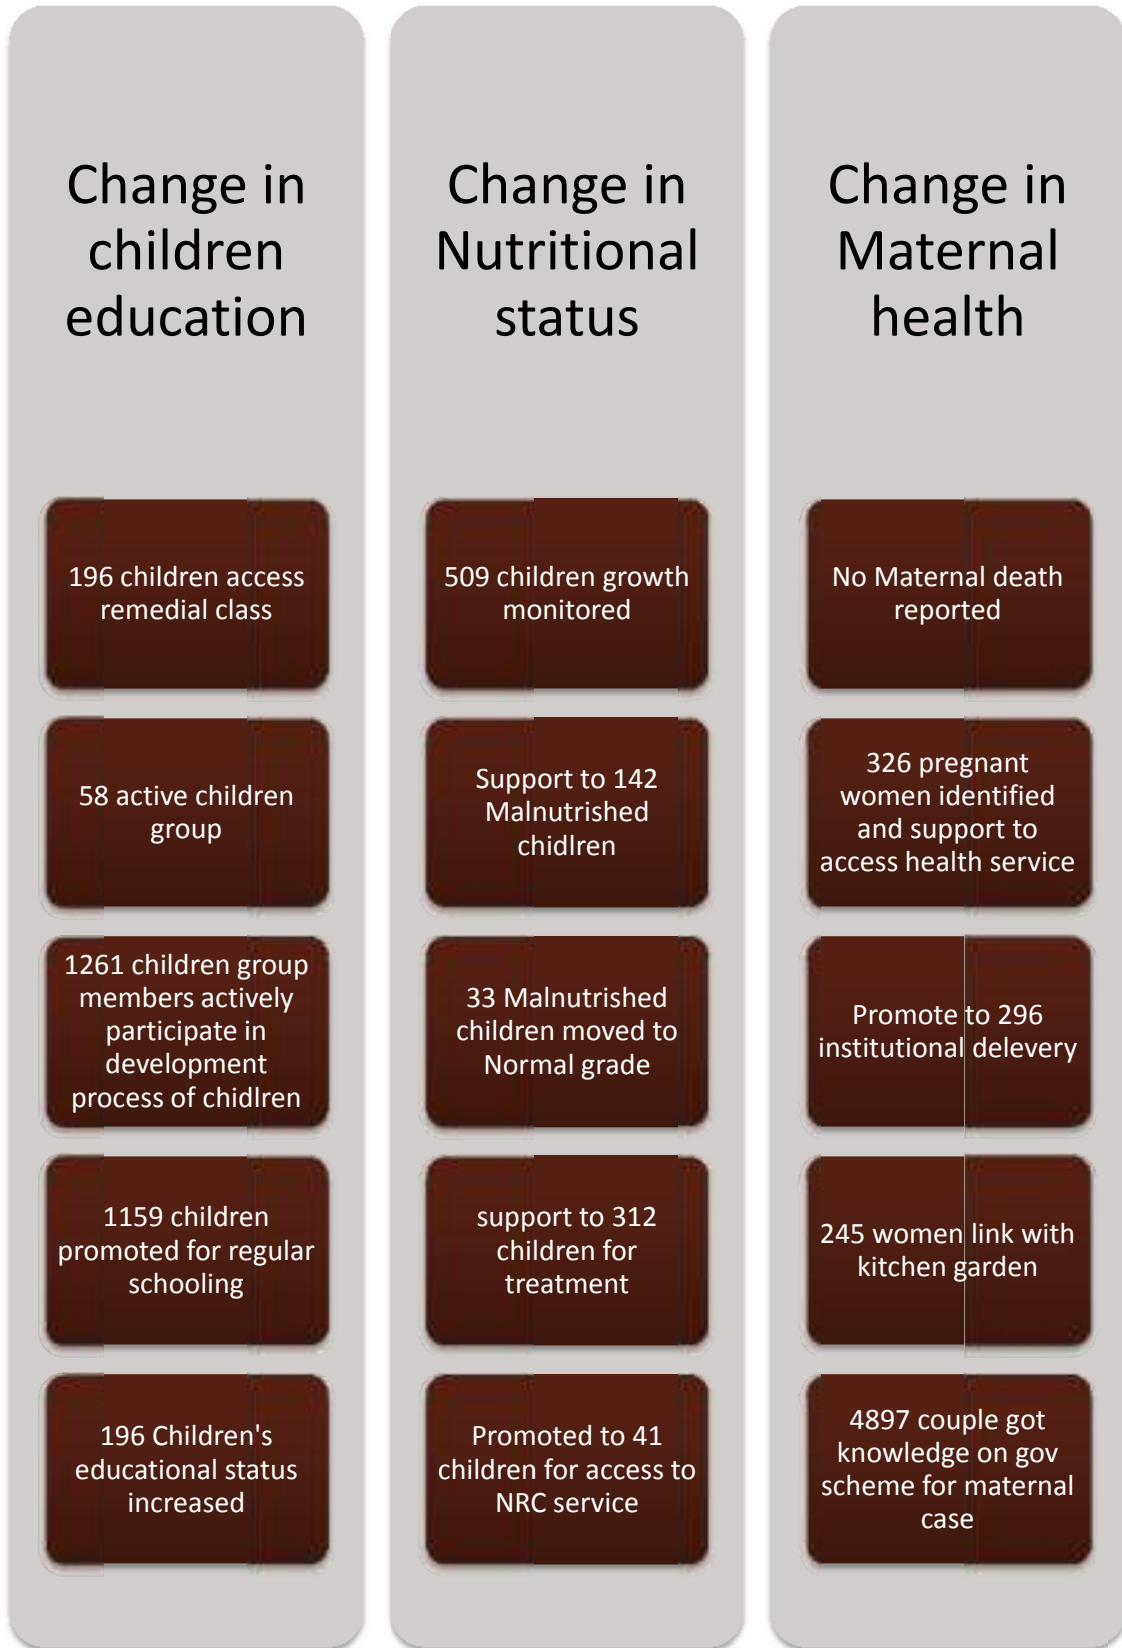 Change in
children
education
196 children access
remedial class
58 active children
group
1261 children group
members actively
participate in
development
process of chidlren
1159 children
promoted for regular
schooling
196 Children's
educational status
increased
Change in
Nutritional
status
509 children growth
monitored
Support to 142
Malnutrished
chidlren
33 Malnutrished
children moved to
Normal grade
support to 312
children for
treatment
Promoted to 41
children for access to
NRC service
Change in
Maternal
health
No Maternal death
reported
326 pregnant
women identified
and support to
access health service
Promote to 296
institutional delevery
245 women link with
kitchen garden
4897 couple got
knowledge on gov
scheme for maternal
case